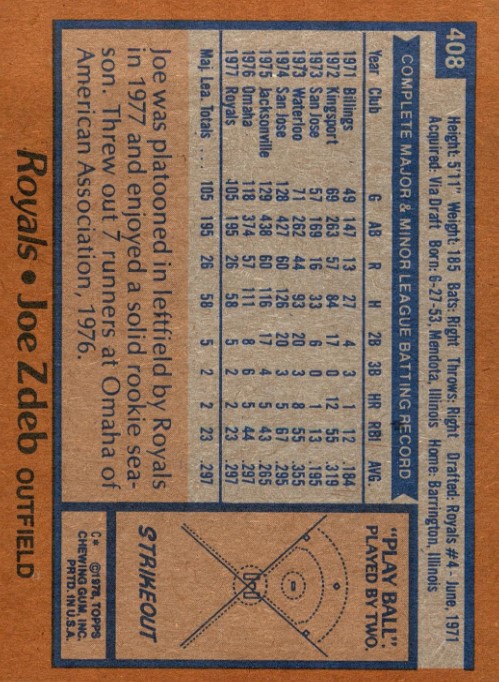 408
Height: 5'11" Weight: 185 Bats: Right Throws: Right Drafted: Royals #4 - June, 1971
Acquired: Via Draft Born: 6-27-53, Mendota, Illinois Home: Barrington, Illinois
COMPLETE MAJOR & MINOR LEAGUE BATTING RECORD
Year Club G AB R H 2B 3B HR RBI AVG.
1971 Billings 49 147 13 27 4 3 1 12 .184
1972 Kingsport 69 263 57 84 17 0 12 55 .319
1973 San Jose 57 169 16 33 6 0 1 13 .195
1973 Waterloo 71 262 44 93 20 3 8 55 .355
1974 San Jose 128 427 60 126 20 3 5 67 .295
1975 Jacksonville 129 438 60 116 17 4 5 43 .265
1976 Omaha 118 374 57 111 8 6 5 44 .297
1977 Royals 105 195 26 58 5 2 2 23 .297
Maj. Lea. Totals .... 105 195 26 58 5 2 2 23 .297
Joe was platooned in leftfield by Royals
in 1977 and enjoyed a solid rookie sea-
son. Threw out 7 runners at Omaha of
American Association, 1976.
"PLAY BALL"
PLAYED BY TWO.
STRIKEOUT
C* ©1978, TOPPS
CHEWING GUM, INC.
PRTD. IN U.S.A.
Royals • Joe Zdeb OUTFIELD